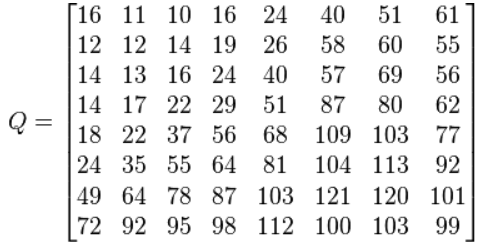 16 11 10 16 24 40 51 61
12 12 14 19 26 58 60 55
14 13 16 24 40 57 69 56
14 17 22 29 51 87 80 62
Q =
18 22 37 56 68 109 103 77
24 35 55 64 81 104 113 92
49 64 78 87 103 121 120 101
72 92 95 98 112 100 103 99